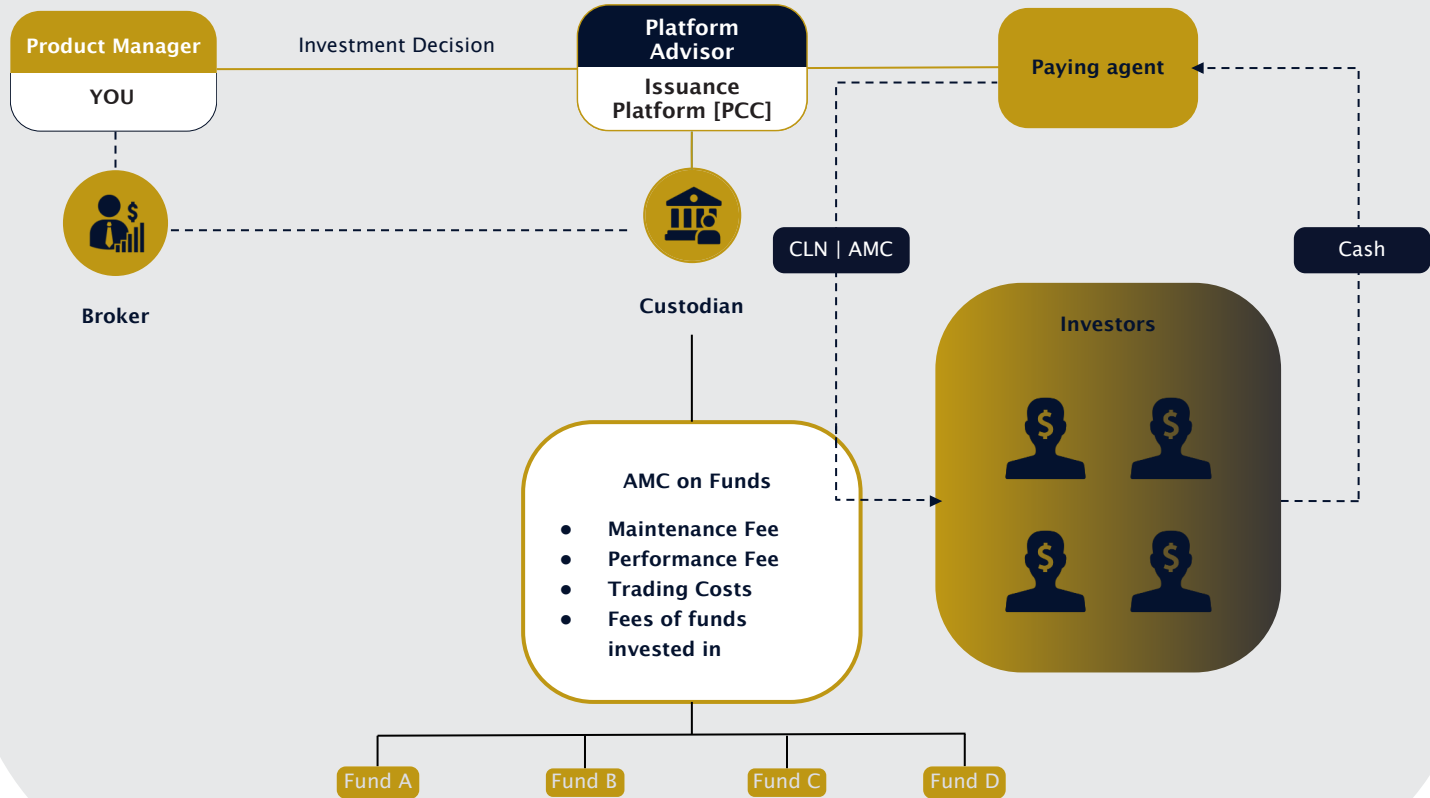 Product Manager
YOU
Investment Decision
Platform
Advisor
Issuance
Platform [PCC]
Paying agent
CLN | AMC
Cash
Broker
$
Custodian
Investors
$
$
$
$
AMC on Funds
● Maintenance Fee
● Performance Fee
● Trading Costs
● Fees of funds
invested in
Fund A
Fund B
Fund C
Fund D